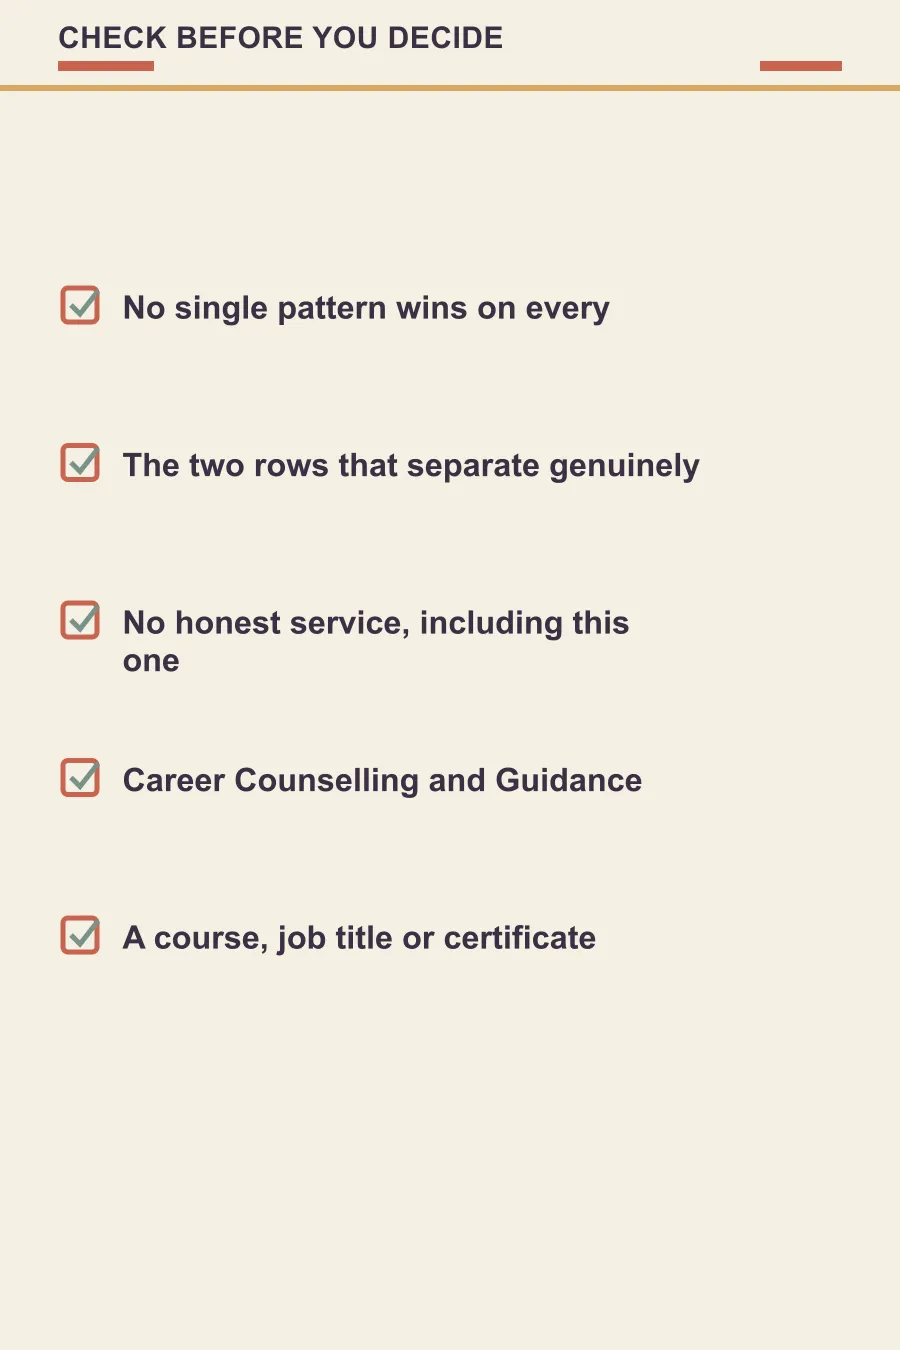 CHECK BEFORE YOU DECIDE
No single pattern wins on every
The two rows that separate genuinely
No honest service, including this
one
Career Counselling and Guidance
A course, job title or certificate